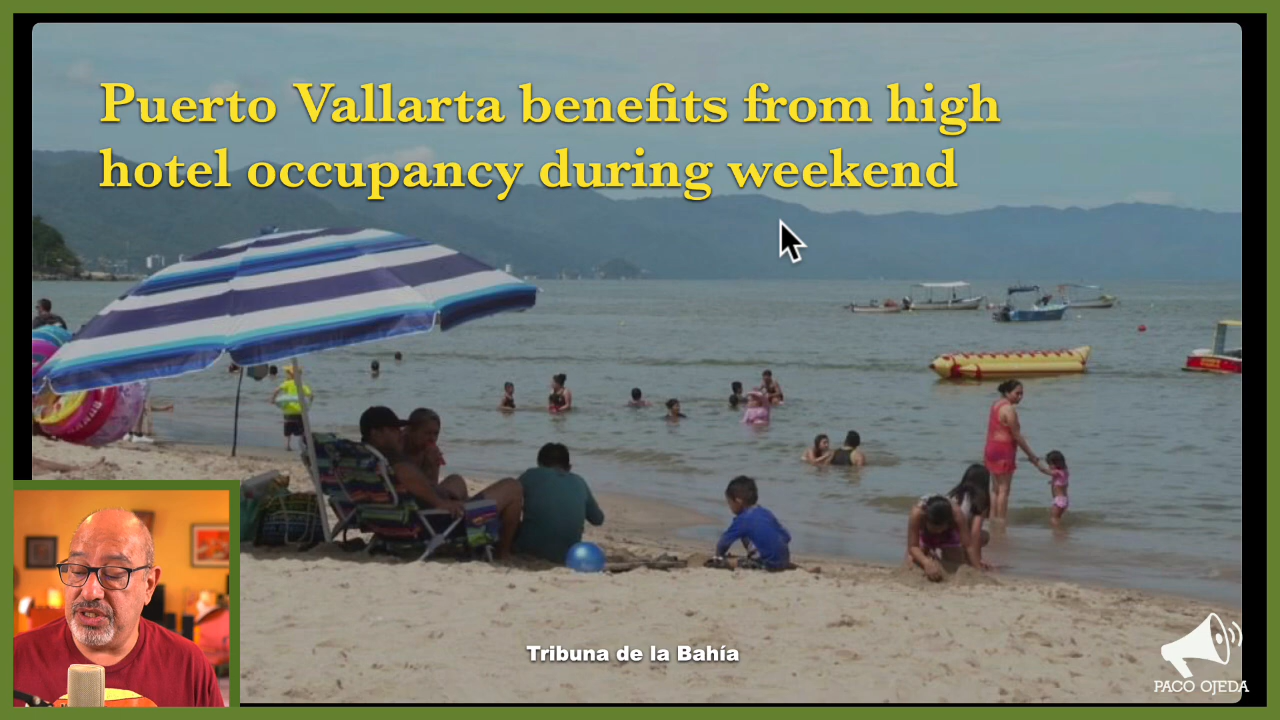 Puerto Vallarta benefits from high
hotel occupancy during weekend
Tribuna de la Bahía
PACO OJEDA